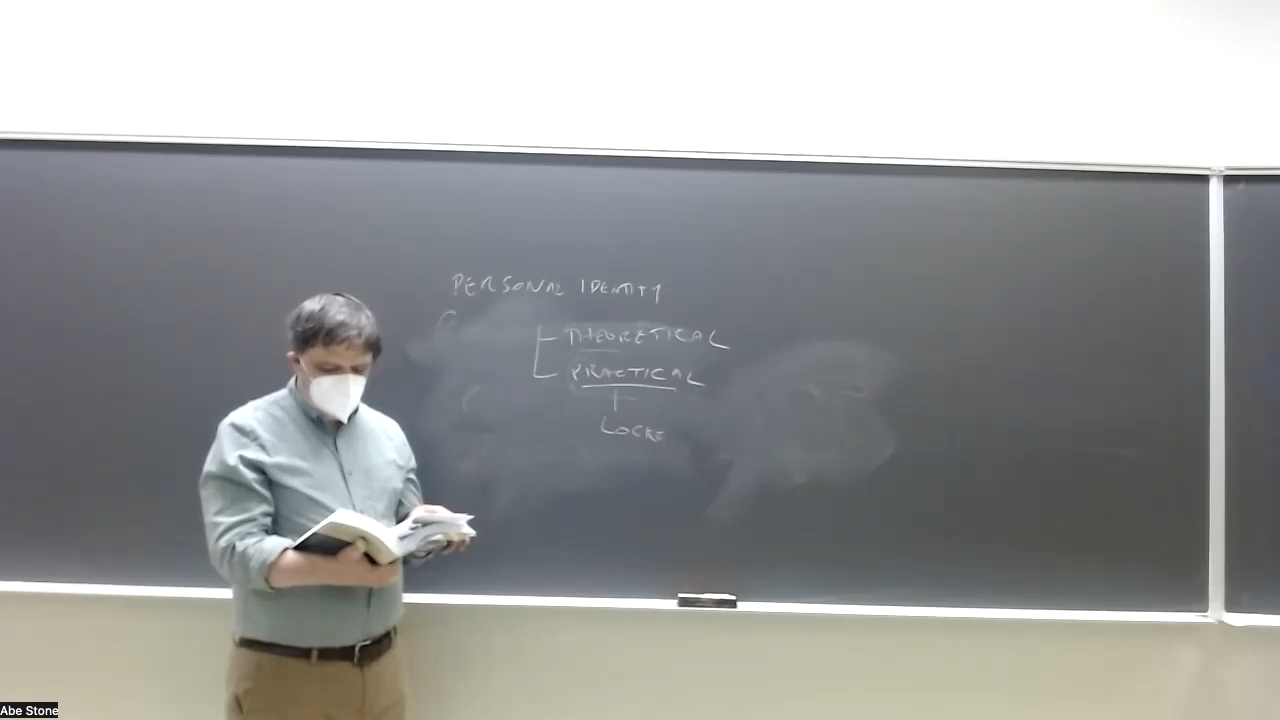 PERSONAL IDENTITY
THEORETICAL
PRACTICAL
LOCKE
Abe Stone